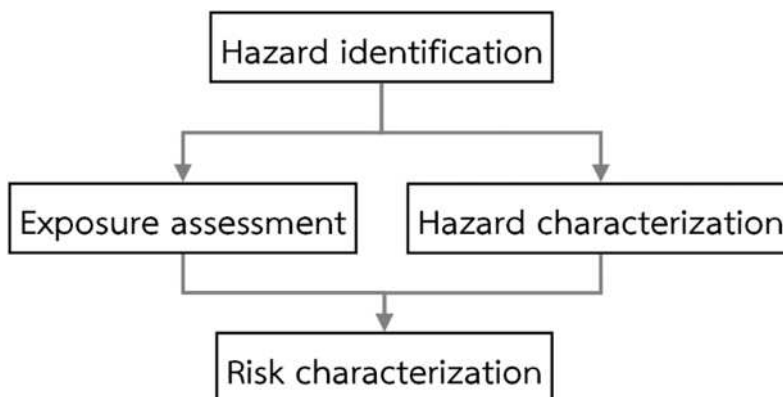 Hazard identification
Exposure assessment
Hazard characterization
Risk characterization